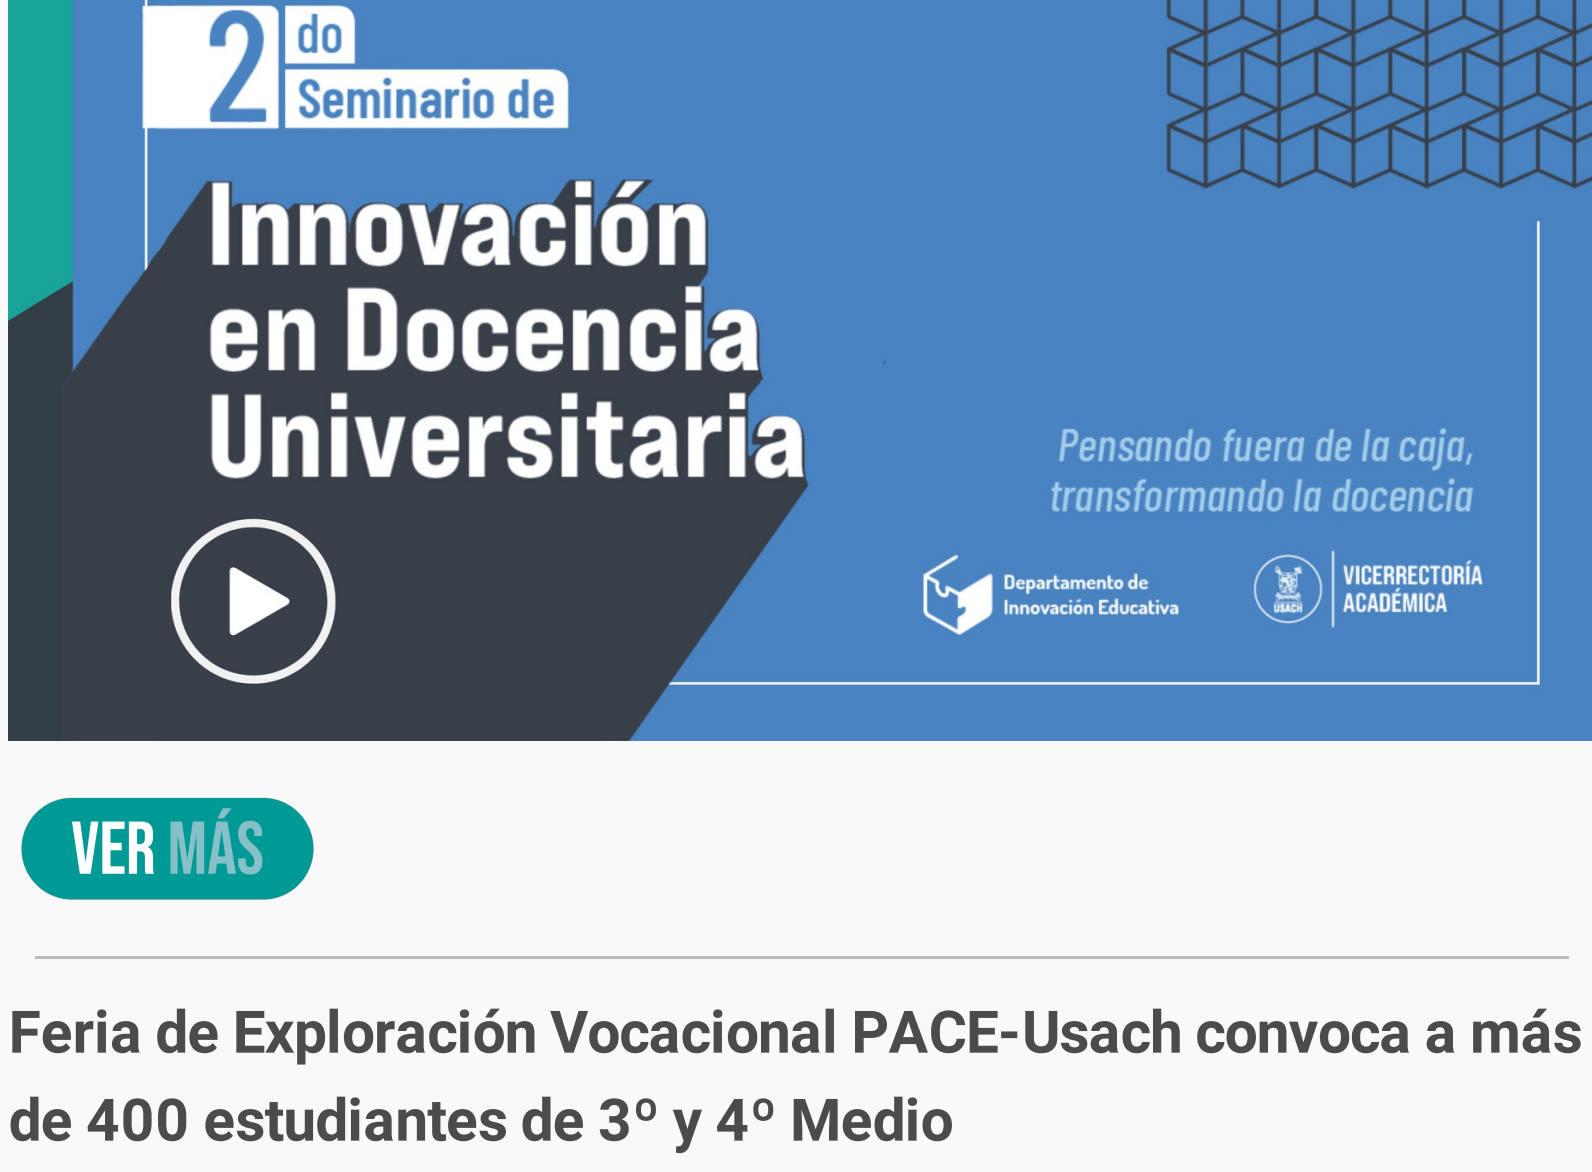 2
do
Seminario de
Innovación
en Docencia
Universitaria
Pensando fuera de la caja,
transformando la docencia
Departamento de
Innovación Educativa
USACH
VICERRECTORÍA
ACADÉMICA
VER MÁS
Feria de Exploración Vocacional PACE-Usach convoca a más
de 400 estudiantes de 3º y 4º Medio